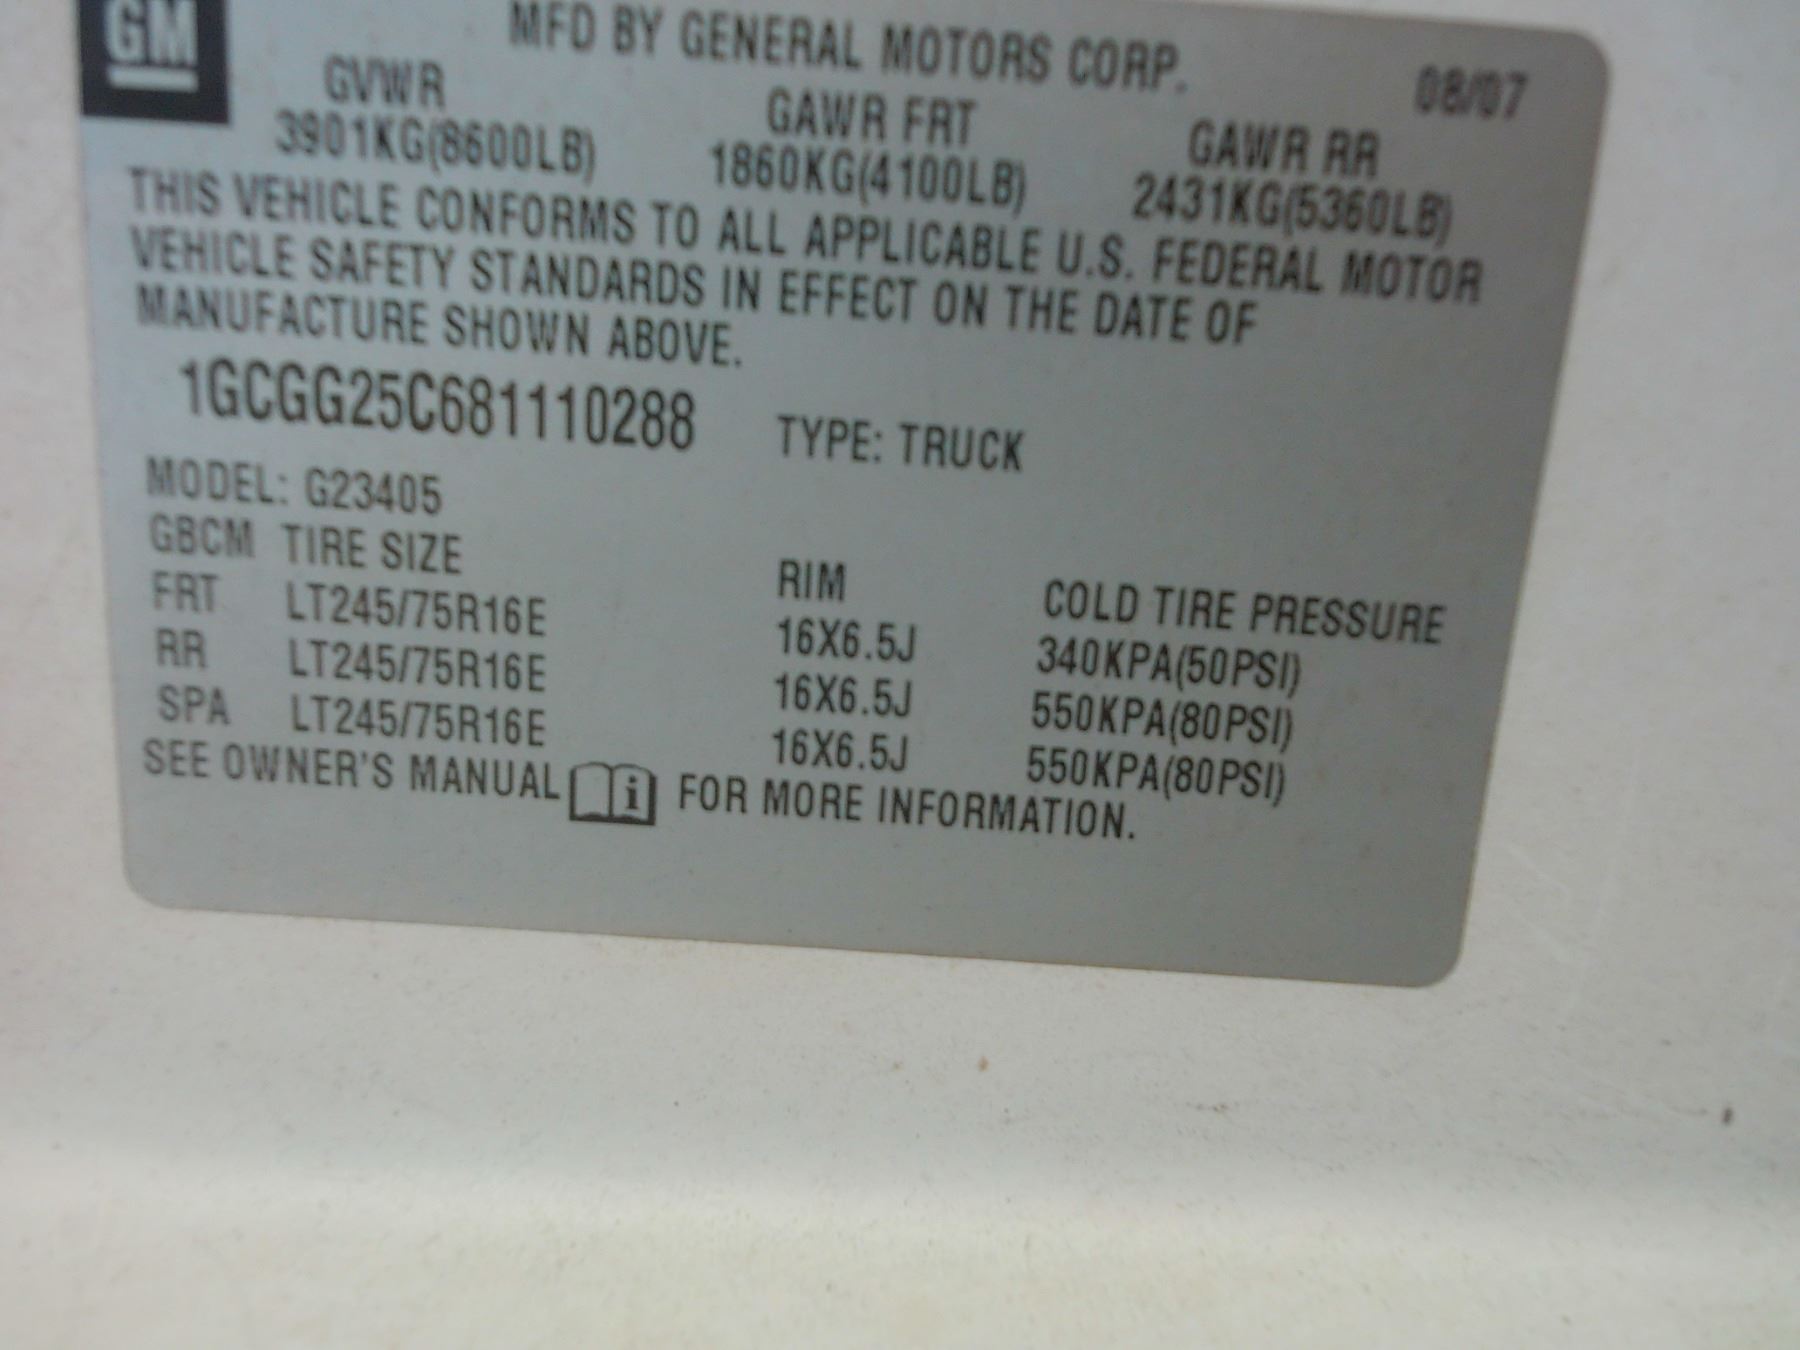 GM
MFD BY GENERAL MOTORS CORP.
08/07
GVWR GAWR FRT GAWR RR
3901KG(8600LB) 1860KG(4100LB) 2431KG(5360LB)
THIS VEHICLE CONFORMS TO ALL APPLICABLE U.S. FEDERAL MOTOR
VEHICLE SAFETY STANDARDS IN EFFECT ON THE DATE OF
MANUFACTURE SHOWN ABOVE.
1GCGG25C681110288 TYPE: TRUCK
MODEL: G23405
GBCM TIRE SIZE RIM COLD TIRE PRESSURE
FRT LT245/75R16E 16X6.5J 340KPA(50PSI)
RR LT245/75R16E 16X6.5J 550KPA(80PSI)
SPA LT245/75R16E 16X6.5J 550KPA(80PSI)
SEE OWNER'S MANUAL i FOR MORE INFORMATION.